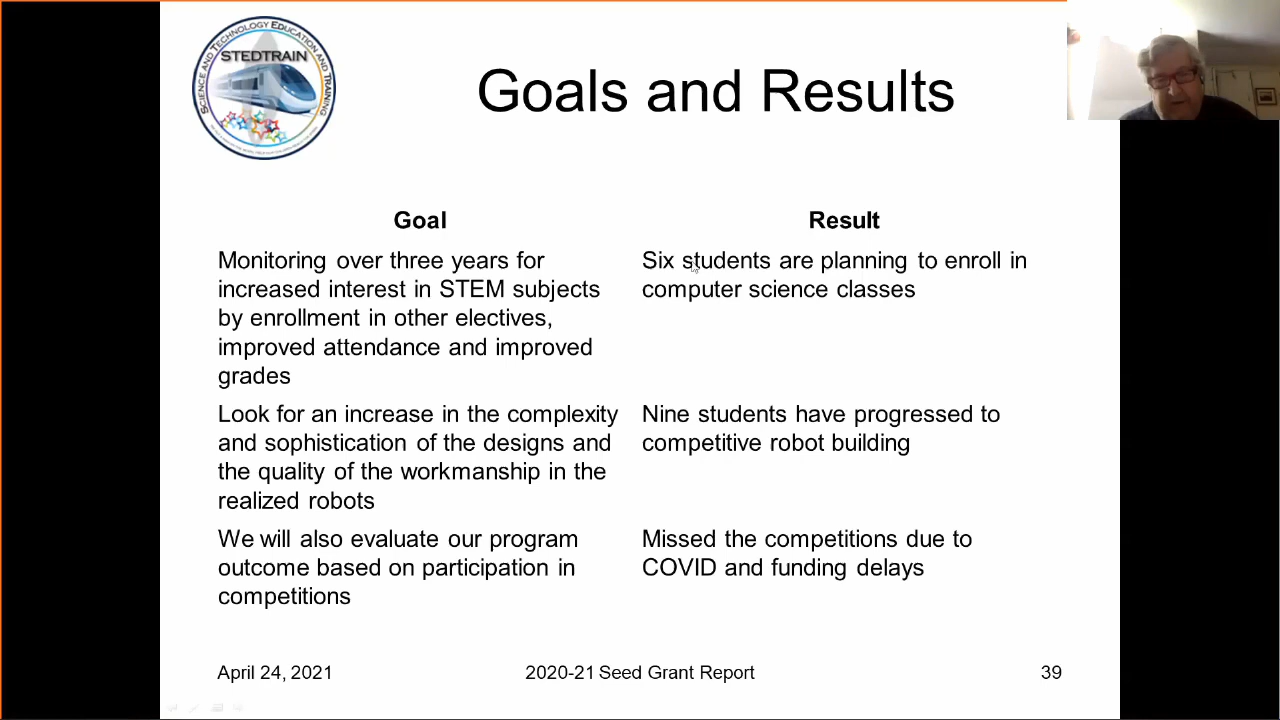 SCIENCE AND TECHNOLOGY EDUCATION AND TRAINING
STEDTRAIN
Goals and Results
Goal
Result
Monitoring over three years for
increased interest in STEM subjects
by enrollment in other electives,
improved attendance and improved
grades
Six students are planning to enroll in
computer science classes
Look for an increase in the complexity
and sophistication of the designs and
the quality of the workmanship in the
realized robots
Nine students have progressed to
competitive robot building
We will also evaluate our program
outcome based on participation in
competitions
Missed the competitions due to
COVID and funding delays
April 24, 2021
2020-21 Seed Grant Report
39